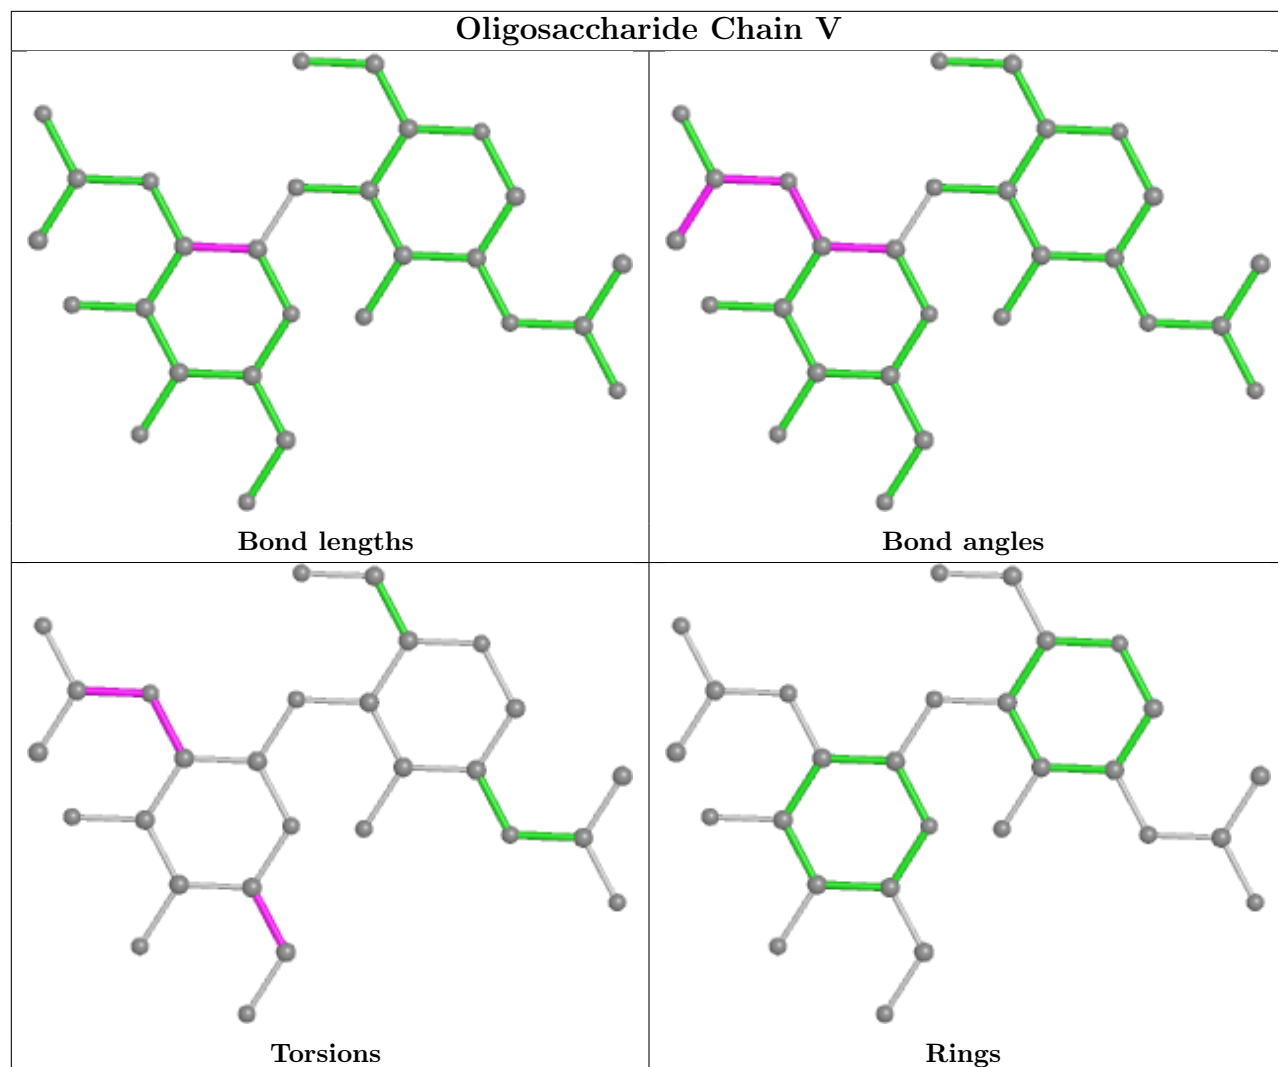 Oligosaccharide Chain V
Bond lengths
Bond angles
Torsions
Rings